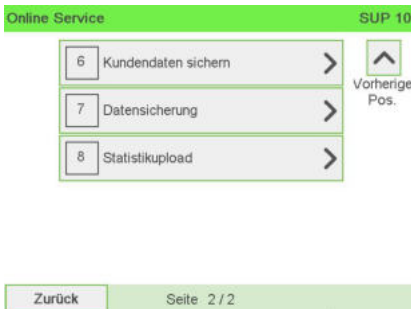 Online Service SUP 10
6 Kundendaten sichern
Vorherige
Pos.
7 Datensicherung
8 Statistikupload
Zurück Seite 2/2